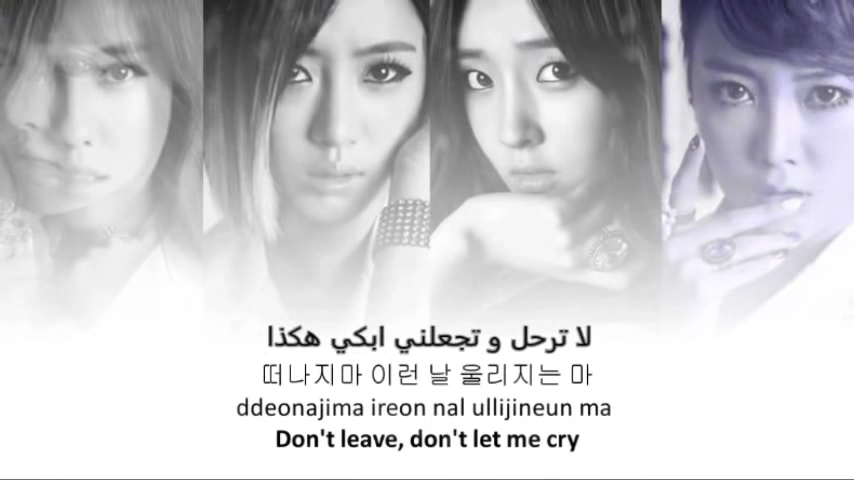 لا ترحل و تجعلني ابكي هكذا
떠나지마 이런 날 울리지는 마
ddeonajima ireon nal ullijineun ma
Don't leave, don't let me cry